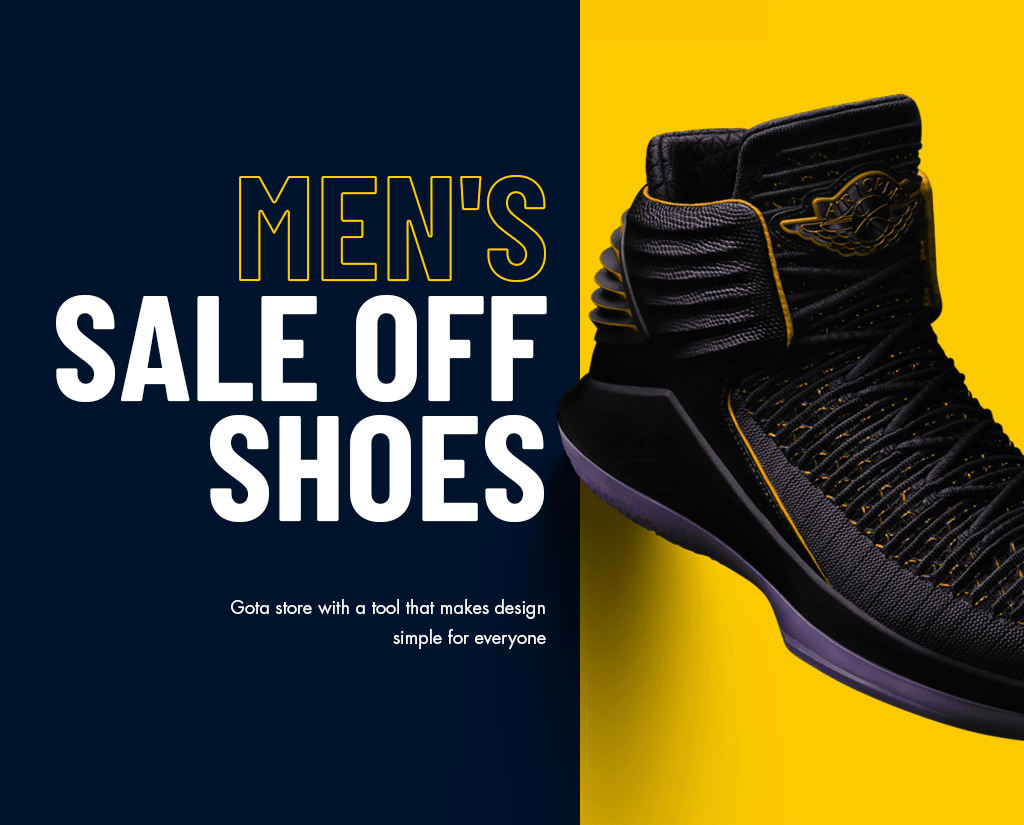 MEN'S
SALE OFF
SHOES
Gota store with a tool that makes design
simple for everyone